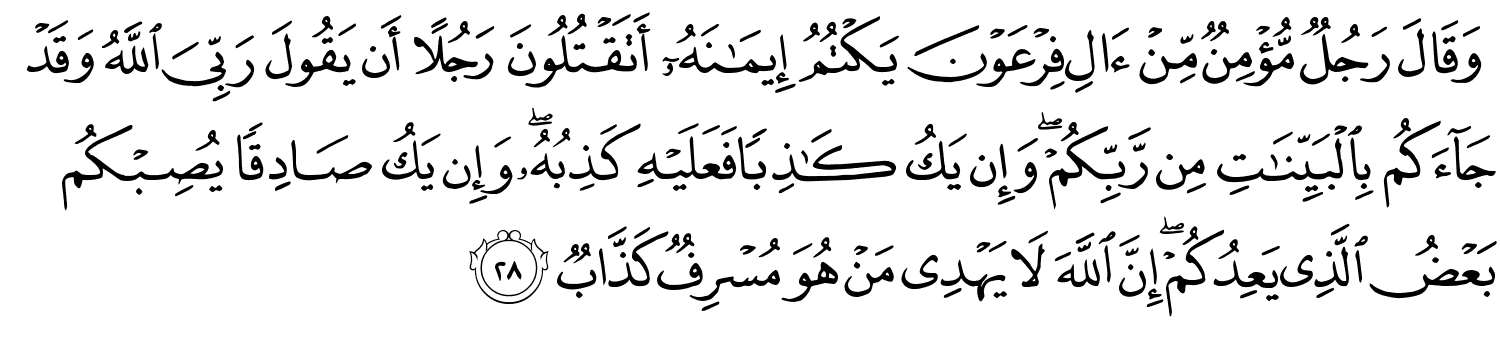 وَقَالَ رَجُلٌ مُّؤْمِنٌ مِّنْ ءَالِ فِرْعَوْنَ يَكْتُمُ إِيمَـٰنَهُۥٓ أَتَقْتُلُونَ رَجُلًا أَن يَقُولَ رَبِّىَ ٱللَّهُ وَقَدْ
جَآءَكُم بِٱلْبَيِّنَـٰتِ مِن رَّبِّكُمْ ۖ وَإِن يَكُ كَـٰذِبًا فَعَلَيْهِ كَذِبُهُۥ ۖ وَإِن يَكُ صَادِقًا يُصِبْكُم
بَعْضُ ٱلَّذِى يَعِدُكُمْ ۖ إِنَّ ٱللَّهَ لَا يَهْدِى مَنْ هُوَ مُسْرِفٌ كَذَّابٌ ٢٨